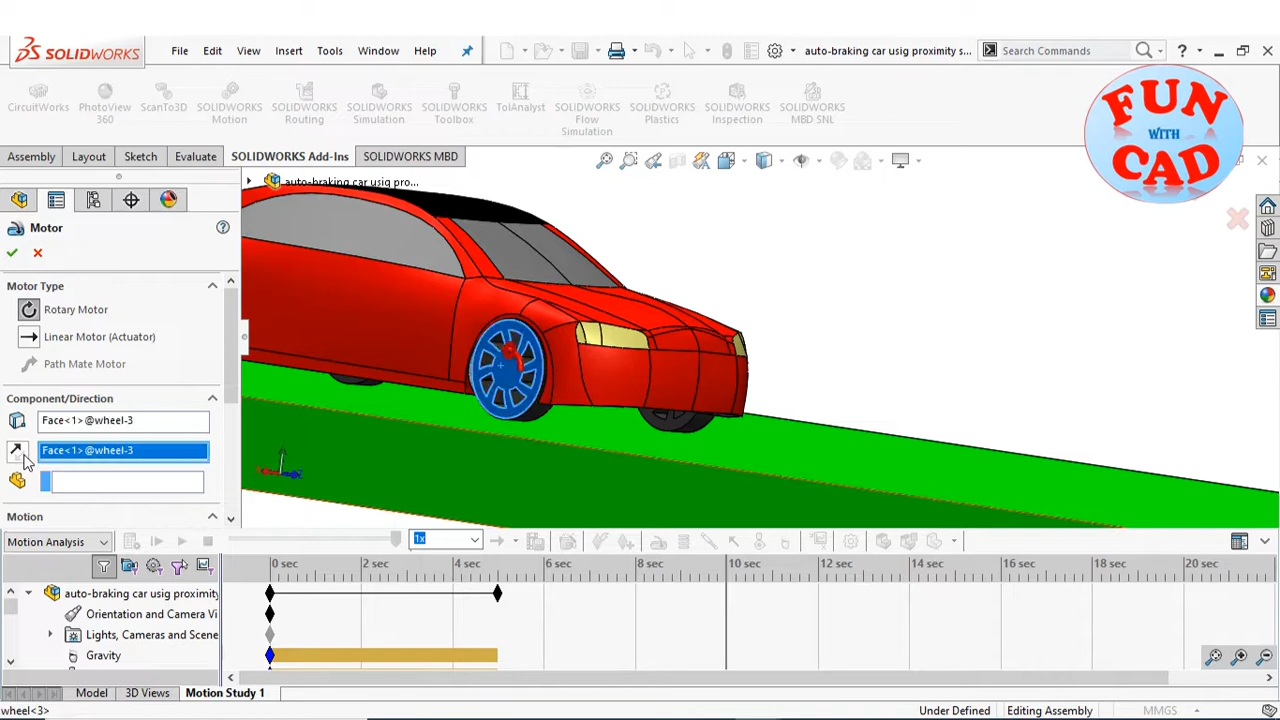 SOLIDWORKS
File Edit View Insert Tools Window Help
auto-braking car usig proximity s...
Search Commands
CircuitWorks
PhotoView 360
ScanTo3D
SOLIDWORKS Motion
SOLIDWORKS Routing
SOLIDWORKS Simulation
SOLIDWORKS Toolbox
TolAnalyst
SOLIDWORKS Flow Simulation
SOLIDWORKS Plastics
SOLIDWORKS Inspection
SOLIDWORKS MBD SNL
FUN
WITH
CAD
Assembly Layout Sketch Evaluate SOLIDWORKS Add-Ins SOLIDWORKS MBD
auto-braking car usig pro...
Motor
Motor Type
Rotary Motor
Linear Motor (Actuator)
Path Mate Motor
Component/Direction
Face<1>@wheel-3
Face<1>@wheel-3
Motion
Motion Analysis
1x
0 sec 2 sec 4 sec 6 sec 8 sec 10 sec 12 sec 14 sec 16 sec 18 sec 20 sec
auto-braking car usig proximity
Orientation and Camera Vi
Lights, Cameras and Scene
Gravity
Model 3D Views Motion Study 1
wheel<3>
Under Defined Editing Assembly MMGS